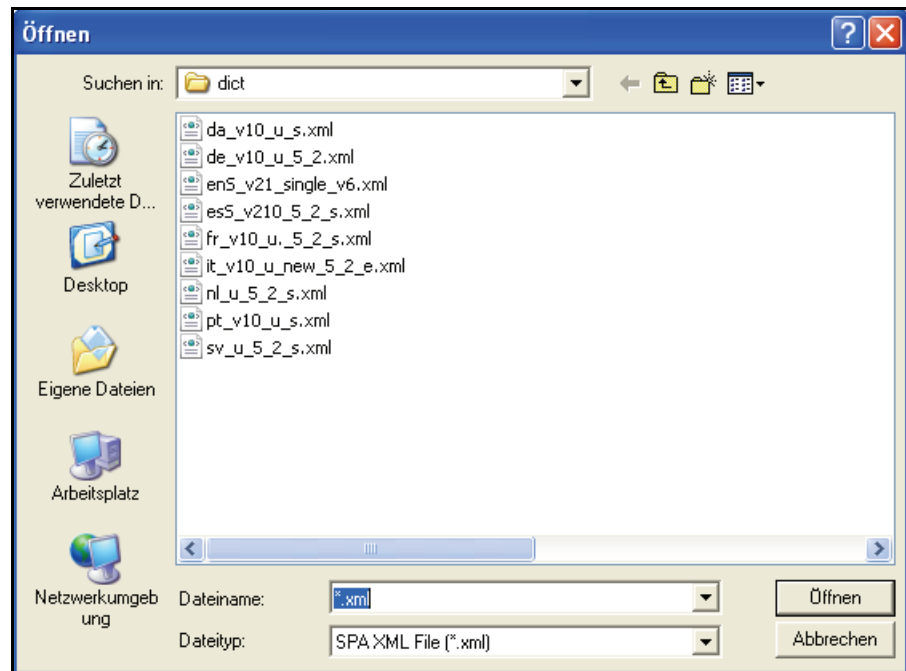 Öffnen
Suchen in: dict
da_v10_u_s.xml
de_v10_u_5_2.xml
en5_v21_single_v6.xml
es5_v210_5_2_s.xml
fr_v10_u._5_2_s.xml
it_v10_u_new_5_2_e.xml
nl_u_5_2_s.xml
pt_v10_u_s.xml
sv_u_5_2_s.xml
Zuletzt
verwendete D...
Desktop
Eigene Dateien
Arbeitsplatz
Netzwerkumgeb
ung
Dateiname: *.xml Öffnen
Dateityp: SPA XML File (*.xml) Abbrechen